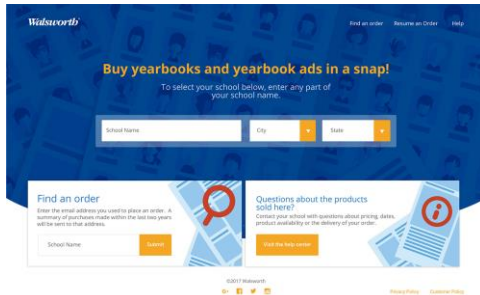 Walsworth
Find an order Resume an Order Help
Buy yearbooks and yearbook ads in a snap!
To select your school below, enter any part of
your school name.
School Name City State
Find an order
Enter the email address you used to place an order. A
summary of purchases made within the last two years
will be sent to that address.
School Name Submit
Questions about the products
sold here?
Contact your school with questions about pricing, dates,
product availability or the delivery of your order.
Visit the help center
©2017 Walsworth
Privacy Policy Customer Policy